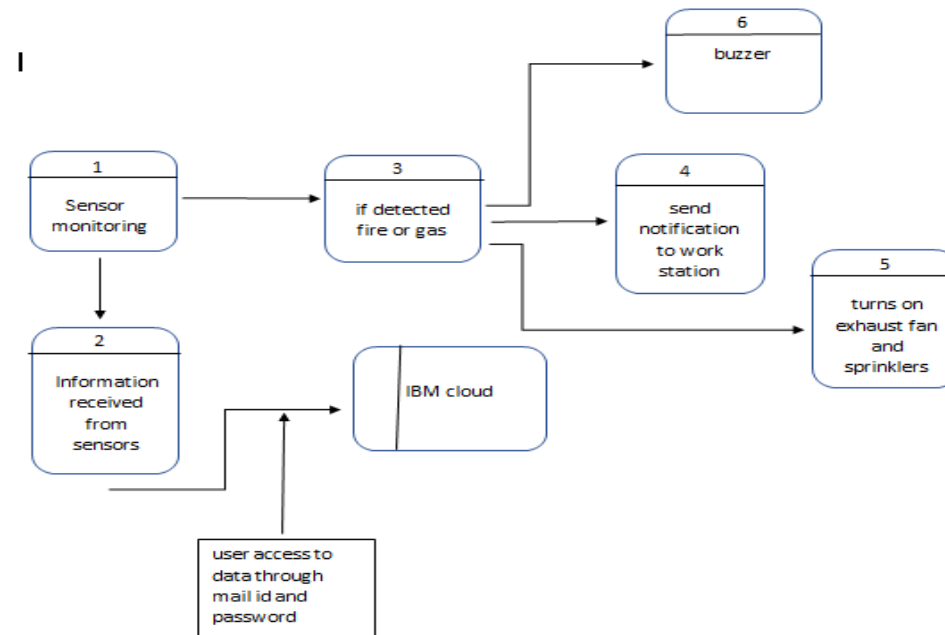 I
6
buzzer
1
Sensor
monitoring
3
if detected
fire or gas
4
send
notification
to work
station
5
turns on
exhaust fan
and
sprinklers
2
Information
received
from
sensors
IBM cloud
user access to
data through
mail id and
password